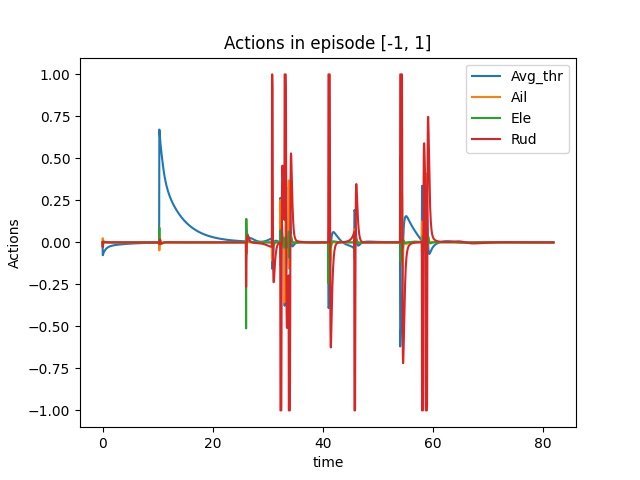 Actions in episode [-1, 1]
Avg_thr
Ail
Ele
Rud
1.00
0.75
0.50
0.25
0.00
−0.25
−0.50
−0.75
−1.00
Actions
0 20 40 60 80
time